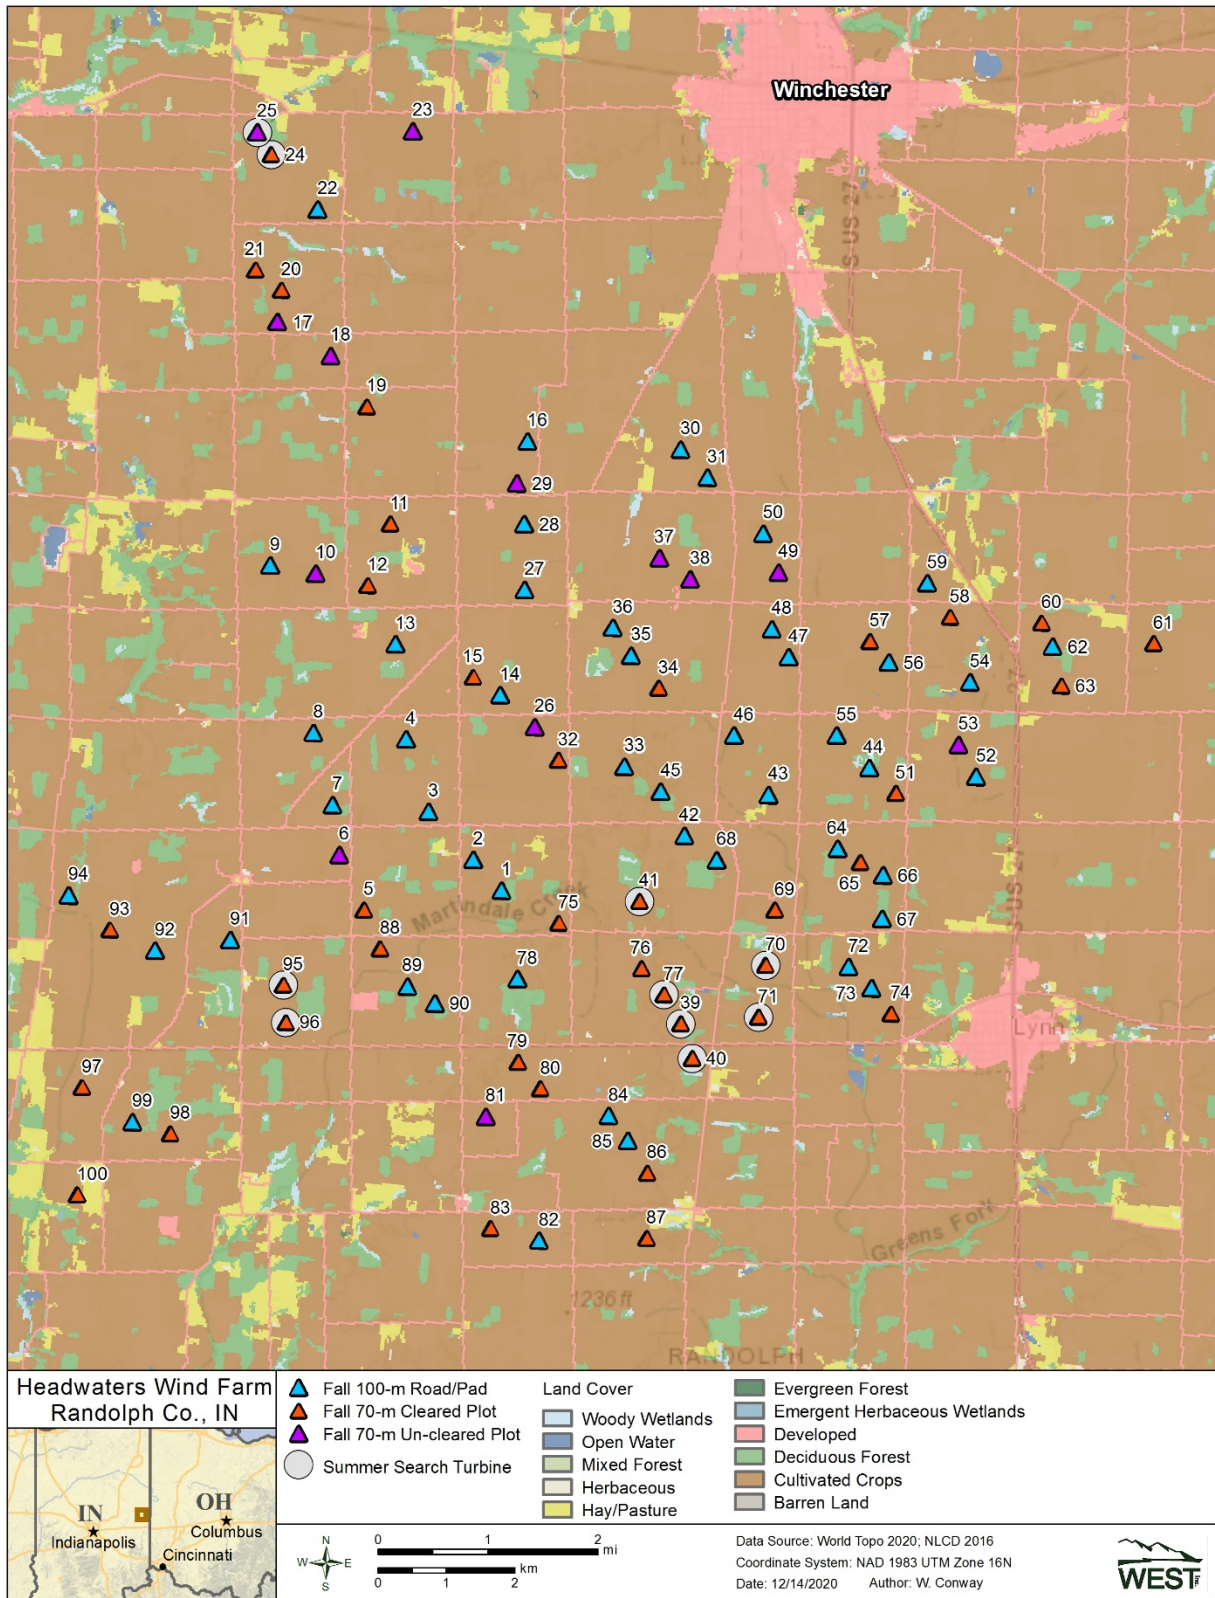 Winchester
25
23
24
22
S US 27
21
20
17
18
19
16
30
31
29
11
28
50
37
38
49
9
10
12
27
59
58
60
61
36
48
57
13
35
47
56
62
15
14
34
54
63
27
8
4
26
46
55
53
32
33
44
52
7
3
45
43
51
6
2
42
68
64
94
5
1
41
65
66
S US 27
93
Martindale Creek
75
69
67
92
91
88
76
70
72
95
89
78
77
73
74
96
90
39
71
Lynn
79
40
97
80
99
98
81
84
85
86
100
83
82
87
Greens Fork
1236 ft
RANDOLPH
Headwaters Wind Farm
Randolph Co., IN
IN
OH
Indianapolis
Columbus
Cincinnati
Fall 100-m Road/Pad
Fall 70-m Cleared Plot
Fall 70-m Un-cleared Plot
Summer Search Turbine
Land Cover
Woody Wetlands
Open Water
Mixed Forest
Herbaceous
Hay/Pasture
Evergreen Forest
Emergent Herbaceous Wetlands
Developed
Deciduous Forest
Cultivated Crops
Barren Land
N
W E
S
0 1 2
mi
km
0 1 2
Data Source: World Topo 2020; NLCD 2016
Coordinate System: NAD 1983 UTM Zone 16N
Date: 12/14/2020 Author: W. Conway
WEST Inc.